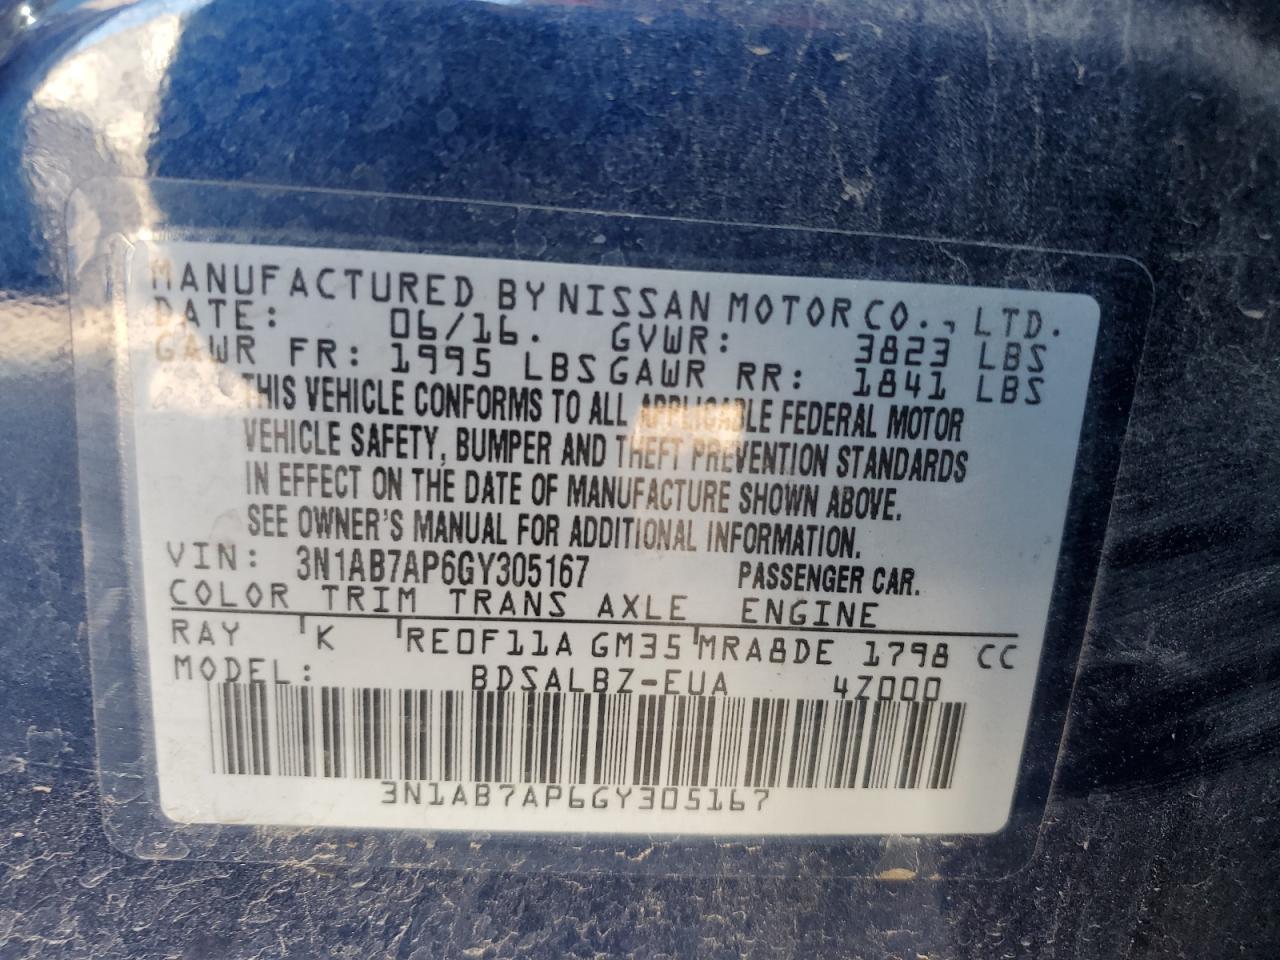 MANUFACTURED BY NISSAN MOTOR CO., LTD.
DATE: 06/16. GVWR: 3823 LBS
GAWR FR: 1995 LBS GAWR RR: 1841 LBS
THIS VEHICLE CONFORMS TO ALL APPLICABLE FEDERAL MOTOR
VEHICLE SAFETY, BUMPER AND THEFT PREVENTION STANDARDS
IN EFFECT ON THE DATE OF MANUFACTURE SHOWN ABOVE.
SEE OWNER'S MANUAL FOR ADDITIONAL INFORMATION.
VIN: 3N1AB7AP6GY305167 PASSENGER CAR.
COLOR TRIM TRANS AXLE ENGINE
RAY K RE0F11A GM35 MRA8DE 1798 CC
MODEL: BDSALBZ-EUA 4Z000
3N1AB7AP6GY305167